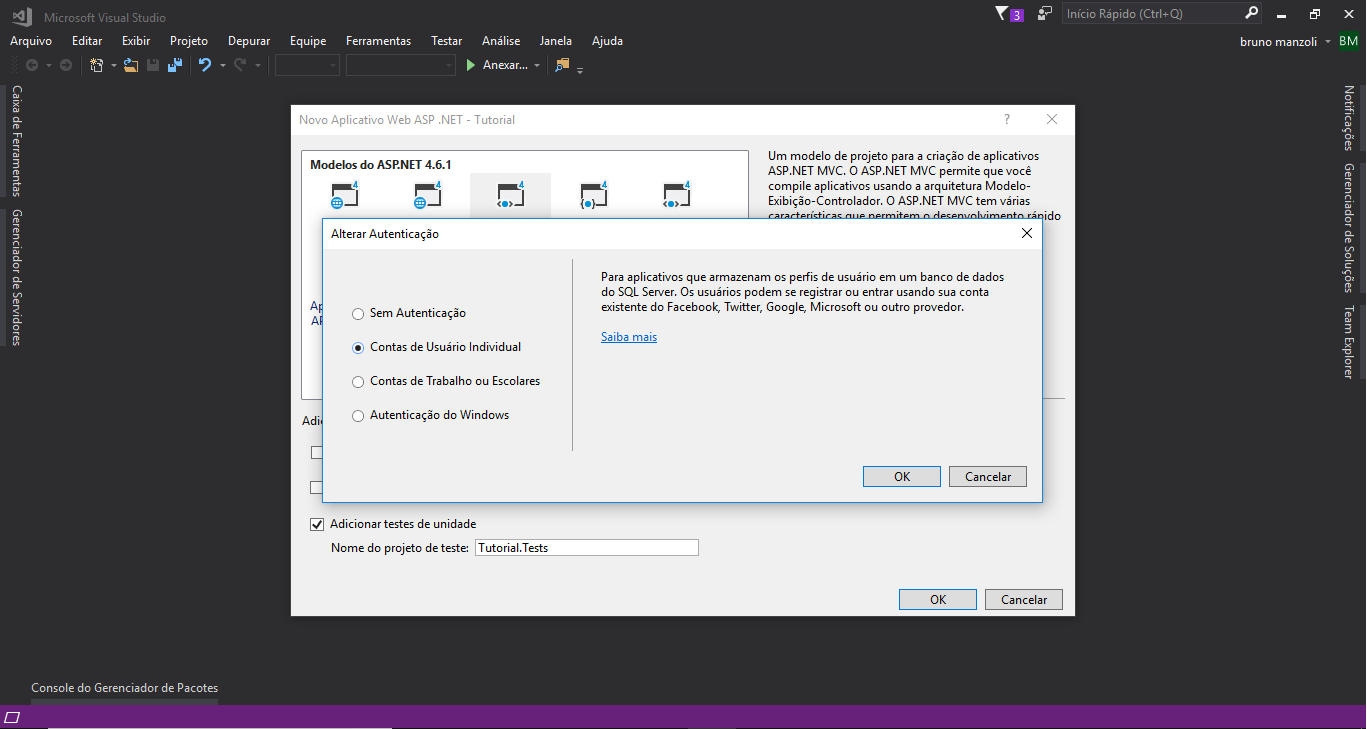 Microsoft Visual Studio
3
Início Rápido (Ctrl+Q)
Arquivo Editar Exibir Projeto Depurar Equipe Ferramentas Testar Análise Janela Ajuda
bruno manzoli BM
Anexar...
Caixa de Ferramentas
Gerenciador de Servidores
Notificações
Gerenciador de Soluções
Team Explorer
Novo Aplicativo Web ASP .NET - Tutorial
?
Modelos do ASP.NET 4.6.1
4 4 4 4 4
Um modelo de projeto para a criação de aplicativos
ASP.NET MVC. O ASP.NET MVC permite que você
compile aplicativos usando a arquitetura Modelo-
Exibição-Controlador. O ASP.NET MVC tem várias
características que permitem o desenvolvimento rápido
Alterar Autenticação
Sem Autenticação
Contas de Usuário Individual
Contas de Trabalho ou Escolares
Autenticação do Windows
Para aplicativos que armazenam os perfis de usuário em um banco de dados
do SQL Server. Os usuários podem se registrar ou entrar usando sua conta
existente do Facebook, Twitter, Google, Microsoft ou outro provedor.
Saiba mais
OK Cancelar
Adicionar testes de unidade
Nome do projeto de teste: Tutorial.Tests
OK Cancelar
Console do Gerenciador de Pacotes